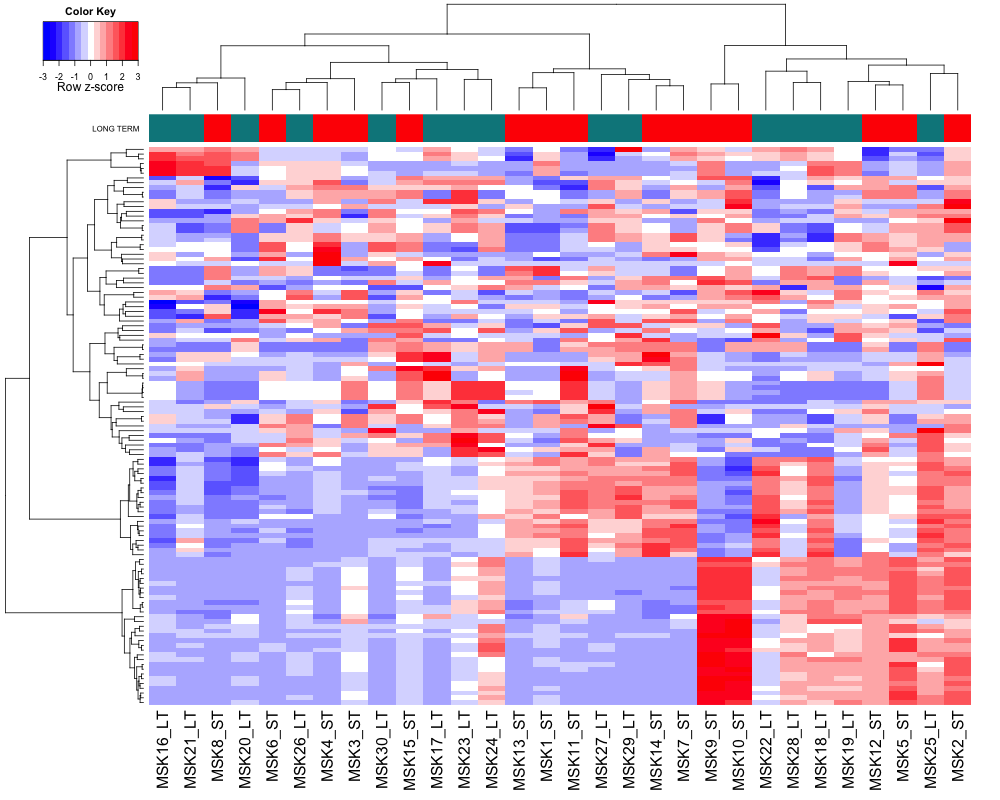 Color Key
-3 -2 -1 0 1 2 3
Row z-score
LONG TERM
MSK16_LT
MSK21_LT
MSK8_ST
MSK20_LT
MSK6_ST
MSK26_LT
MSK4_ST
MSK3_ST
MSK30_LT
MSK15_ST
MSK17_LT
MSK23_LT
MSK24_LT
MSK13_ST
MSK1_ST
MSK11_ST
MSK27_LT
MSK29_LT
MSK14_ST
MSK7_ST
MSK9_ST
MSK10_ST
MSK22_LT
MSK28_LT
MSK18_LT
MSK19_LT
MSK12_ST
MSK5_ST
MSK25_LT
MSK2_ST